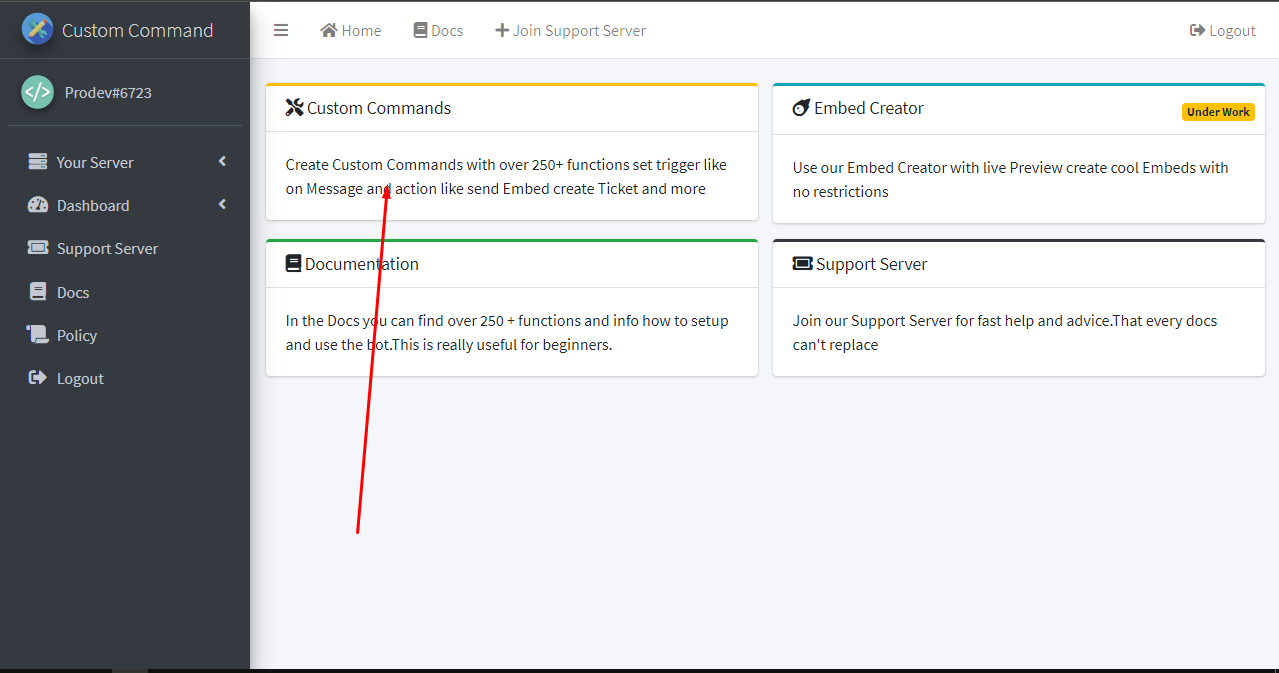 Custom Command
Home
Docs
Join Support Server
Logout
Prodev#6723
Your Server
Dashboard
Support Server
Docs
Policy
Logout
Custom Commands
Create Custom Commands with over 250+ functions set trigger like
on Message and action like send Embed create Ticket and more
Embed Creator
Under Work
Use our Embed Creator with live Preview create cool Embeds with
no restrictions
Documentation
In the Docs you can find over 250 + functions and info how to setup
and use the bot.This is really useful for beginners.
Support Server
Join our Support Server for fast help and advice.That every docs
can't replace